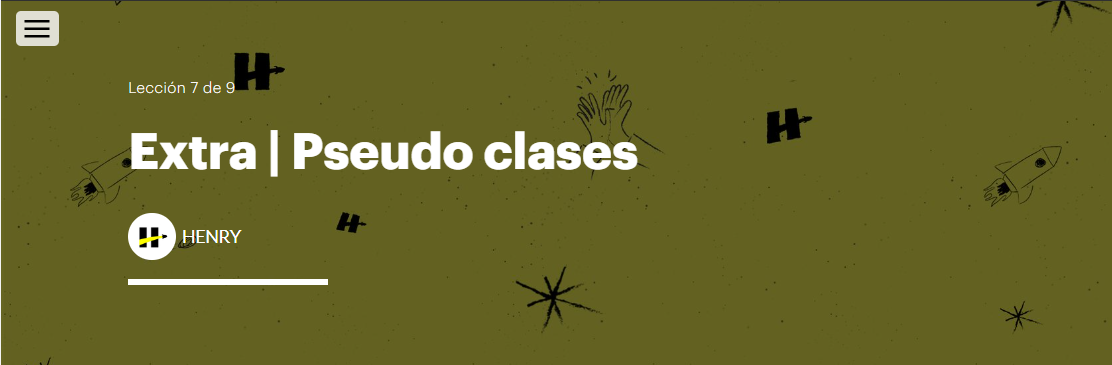 Lección 7 de 9
Extra | Pseudo clases
HENRY